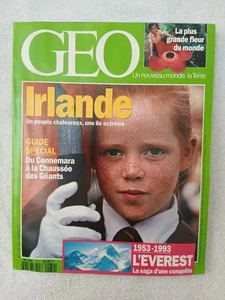 GEO
La plus
grande fleur
du monde
Un nouveau monde : la Terre
Irlande
Un peuple chaleureux, une île extrême
GUIDE
SPÉCIAL
Du Connemara
à la Chaussée
des Géants
1953-1993
L'EVEREST
La saga d'une conquête